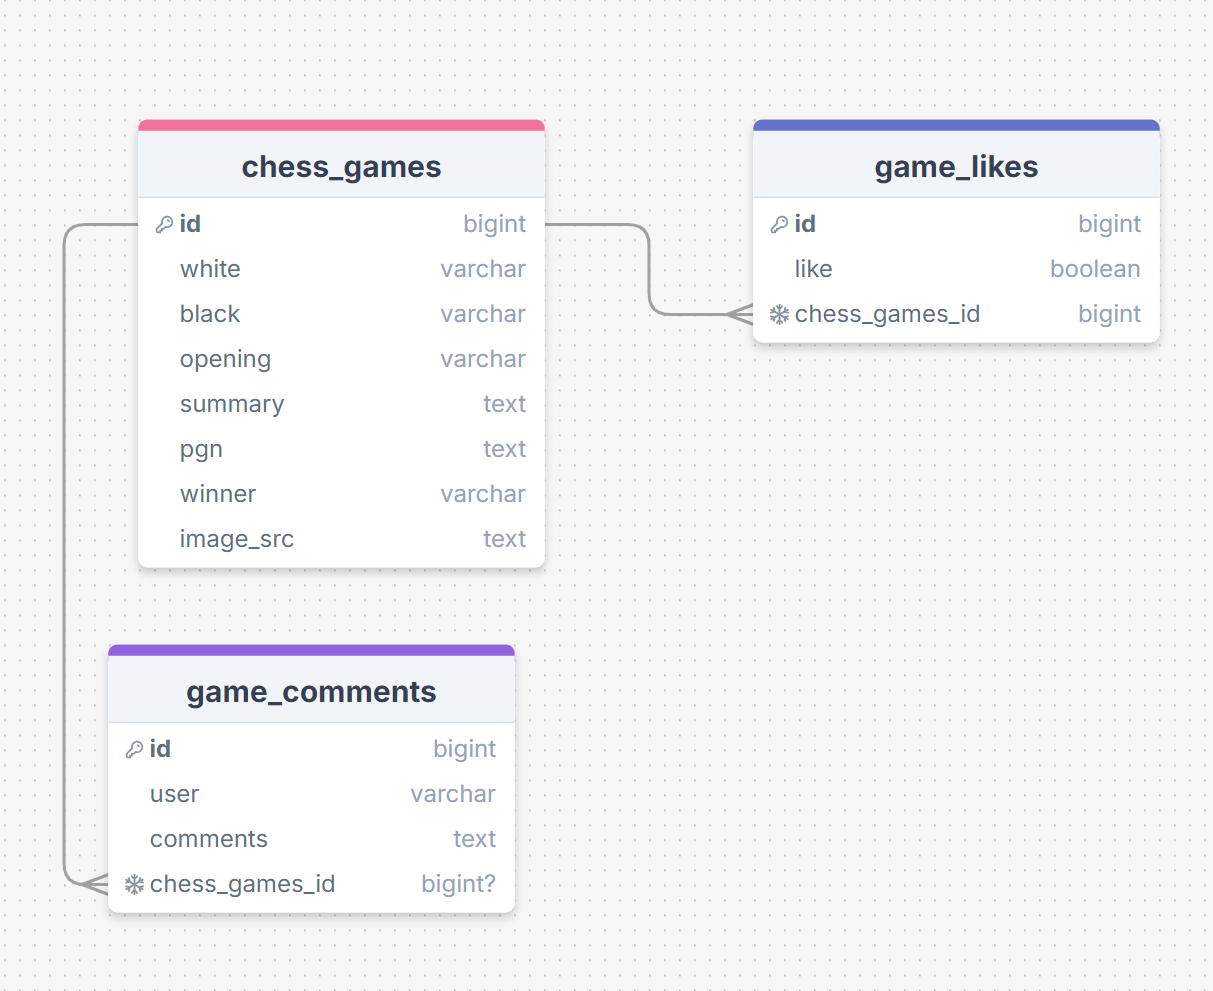 chess_games
id bigint
white varchar
black varchar
opening varchar
summary text
pgn text
winner varchar
image_src text
game_likes
id bigint
like boolean
chess_games_id bigint
game_comments
id bigint
user varchar
comments text
chess_games_id bigint?